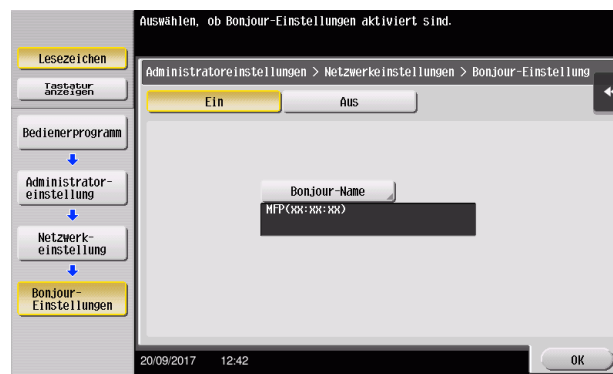 Auswählen, ob Bonjour-Einstellungen aktiviert sind.
Lesezeichen
Tastatur
anzeigen
Bedienerprogramm
Administrator-
einstellung
Netzwerk-
einstellung
Bonjour-
Einstellungen
Administratoreinstellungen > Netzwerkeinstellungen > Bonjour-Einstellung
Ein
Aus
Bonjour-Name
MFP(xx:xx:xx)
20/09/2017 12:42
OK